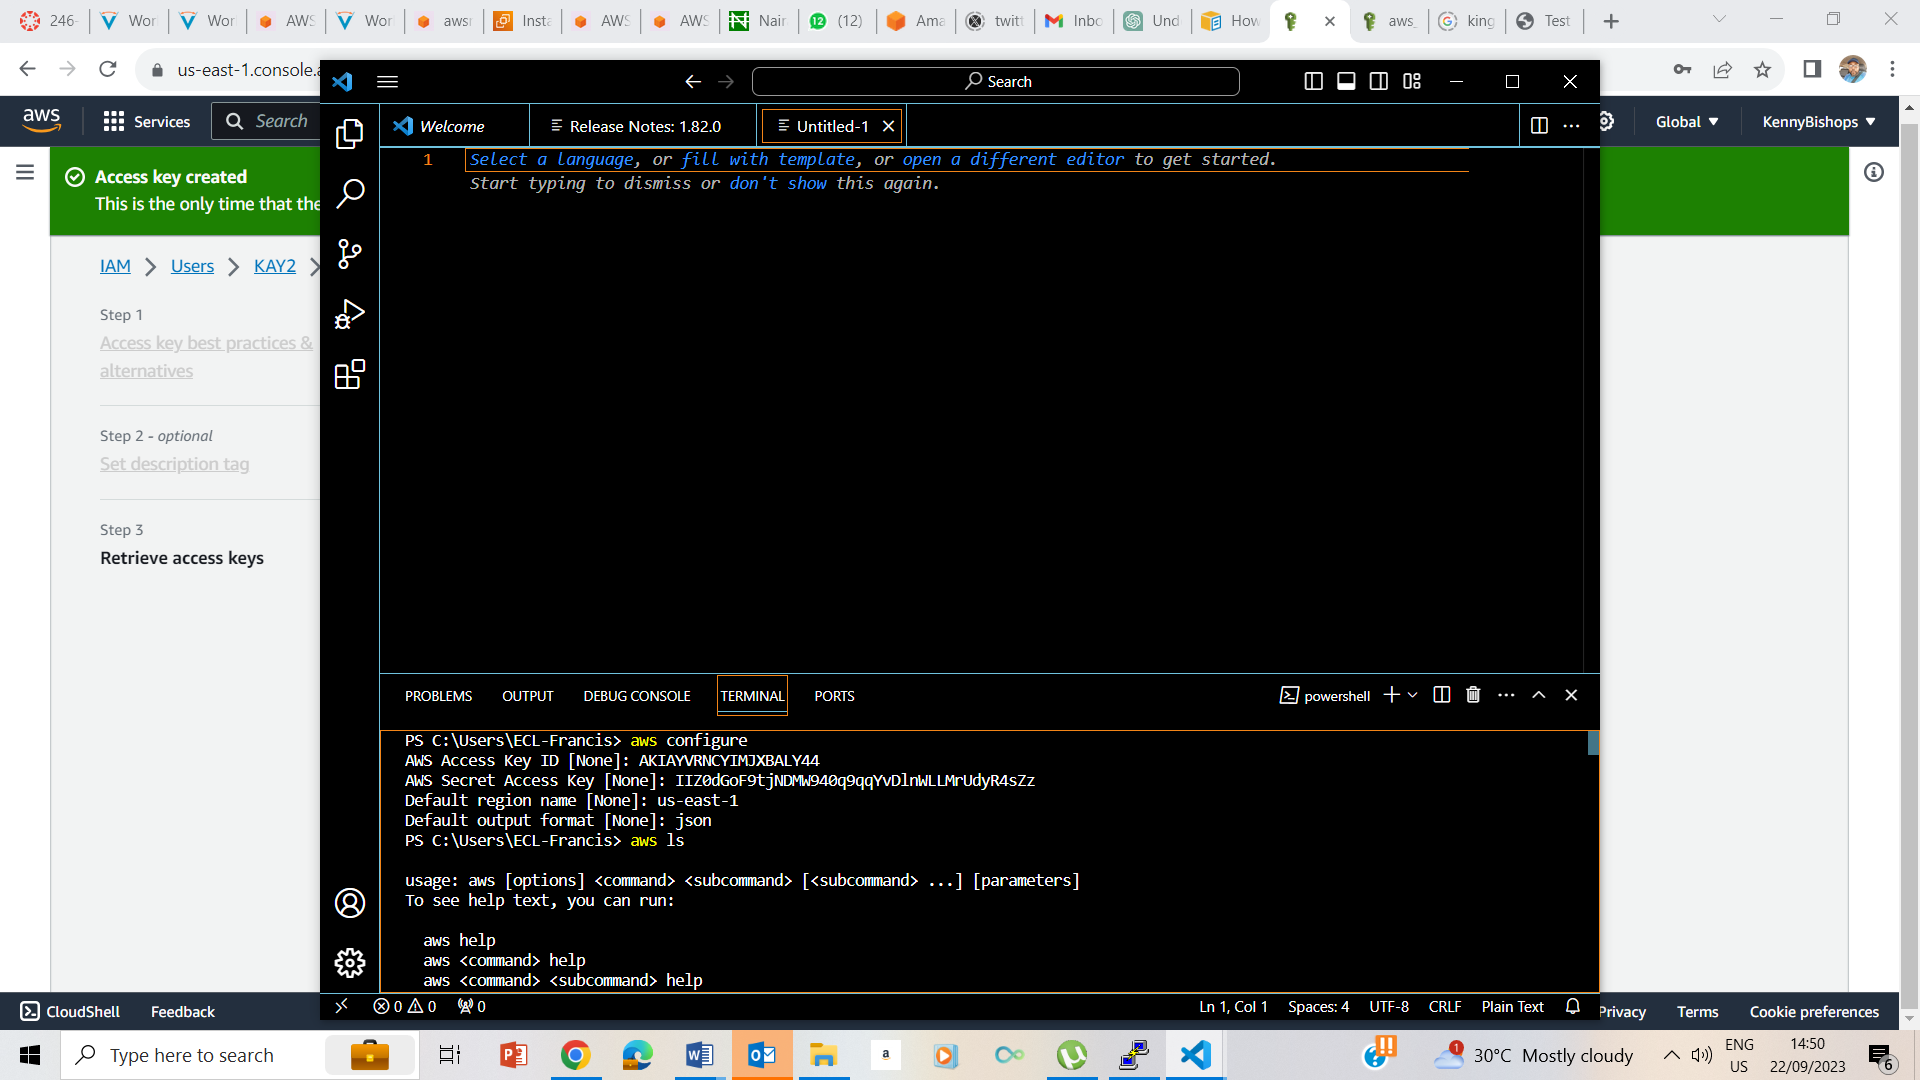 246-
Wor
Wor
AWS
Wor
awsr
Insta
AWS
AWS
Nair
(12)
Ama
twitt
Inbo
Und
How
aws_
king
Test
us-east-1.console.a
Search
aws
Services
Search
Global
KennyBishops
Welcome
Release Notes: 1.82.0
Untitled-1
Access key created
This is the only time that the
1
Select a language, or fill with template, or open a different editor to get started.
Start typing to dismiss or don't show this again.
IAM
Users
KAY2
Step 1
Access key best practices &
alternatives
Step 2 - optional
Set description tag
Step 3
Retrieve access keys
PROBLEMS
OUTPUT
DEBUG CONSOLE
TERMINAL
PORTS
powershell
PS C:\Users\ECL-Francis> aws configure
AWS Access Key ID [None]: AKIAYVRNCYIMJXBALY44
AWS Secret Access Key [None]:
Default region name [None]: us-east-1
Default output format [None]: json
PS C:\Users\ECL-Francis> aws ls
usage: aws [options] <command> <subcommand> [<subcommand> ...] [parameters]
To see help text, you can run:
aws help
aws <command> help
aws <command> <subcommand> help
0 0
0
Ln 1, Col 1
Spaces: 4
UTF-8
CRLF
Plain Text
CloudShell
Feedback
Privacy
Terms
Cookie preferences
Type here to search
a
1
30°C Mostly cloudy
ENG
US
14:50
22/09/2023
6